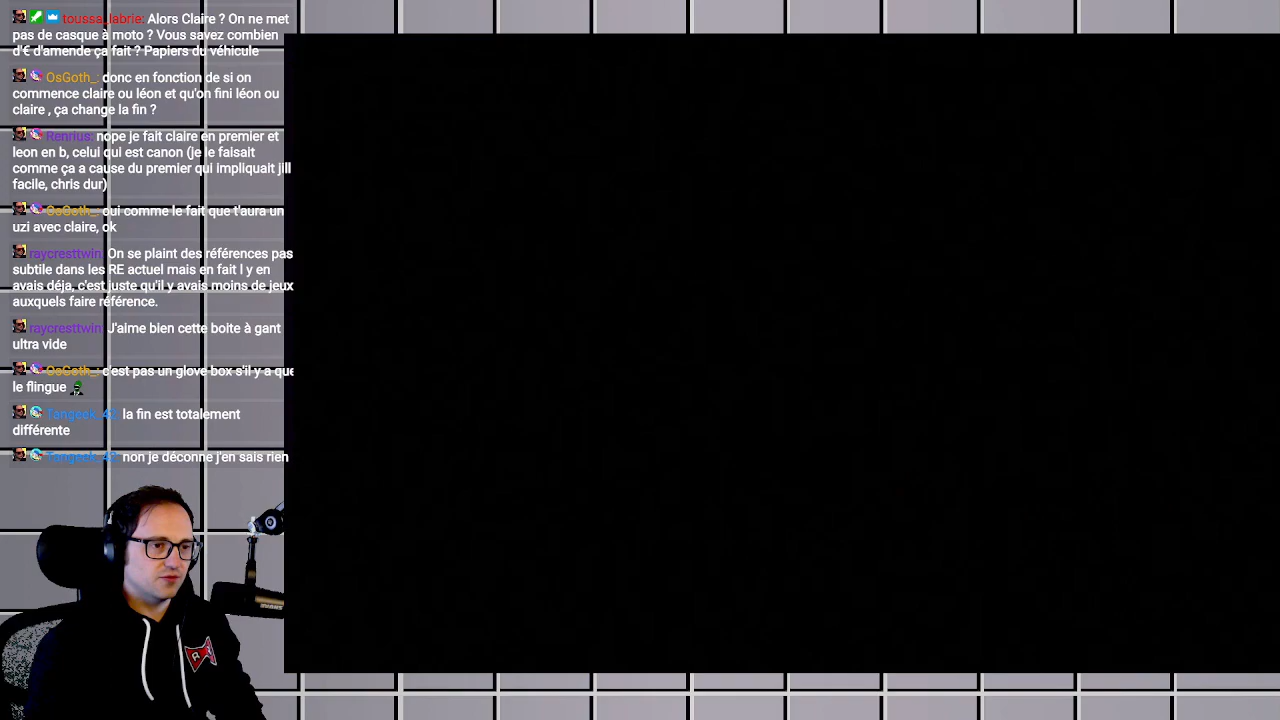 toussa_labrie: Alors Claire ? On ne met
pas de casque à moto ? Vous savez combien
d'€ d'amende ça fait ? Papiers du véhicule
OsGoth_: donc en fonction de si on
commence claire ou léon et qu'on fini léon ou
claire , ça change la fin ?
Renrius: nope je fait claire en premier et
leon en b, celui qui est canon (je le faisait
comme ça a cause du premier qui impliquait jill
facile, chris dur)
OsGoth_: oui comme le fait que t'aura un
uzi avec claire, ok
raycresttwin: On se plaint des références pas
subtile dans les RE actuel mais en fait l y en
avais déja, c'est juste qu'il y avais moins de jeux
auxquels faire référence.
raycresttwin: J'aime bien cette boite à gant
ultra vide
OsGoth_: c'est pas un glove box s'il y a que
le flingue
la fin est totalement
différente
non je déconne j'en sais rien